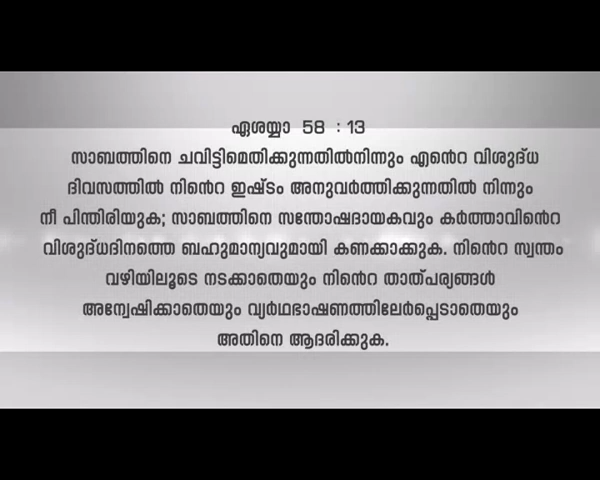 ഏശയ്യാ 58 : 13
സാബത്തിനെ ചവിട്ടിമെതിക്കുന്നതിൽനിന്നും എൻെറ വിശുദ്ധ
ദിവസത്തിൽ നിൻെറ ഇഷ്ടം അനുവർത്തിക്കുന്നതിൽ നിന്നും
നീ പിന്തിരിയുക; സാബത്തിനെ സന്തോഷദായകവും കർത്താവിൻെറ
വിശുദ്ധദിനത്തെ ബഹുമാന്യവുമായി കണക്കാക്കുക. നിൻെറ സ്വന്തം
വഴിയിലൂടെ നടക്കാതെയും നിൻെറ താത്പര്യങ്ങൾ
അന്വേഷിക്കാതെയും വ്യർഥഭാഷണത്തിലേർപ്പെടാതെയും
അതിനെ ആദരിക്കുക.